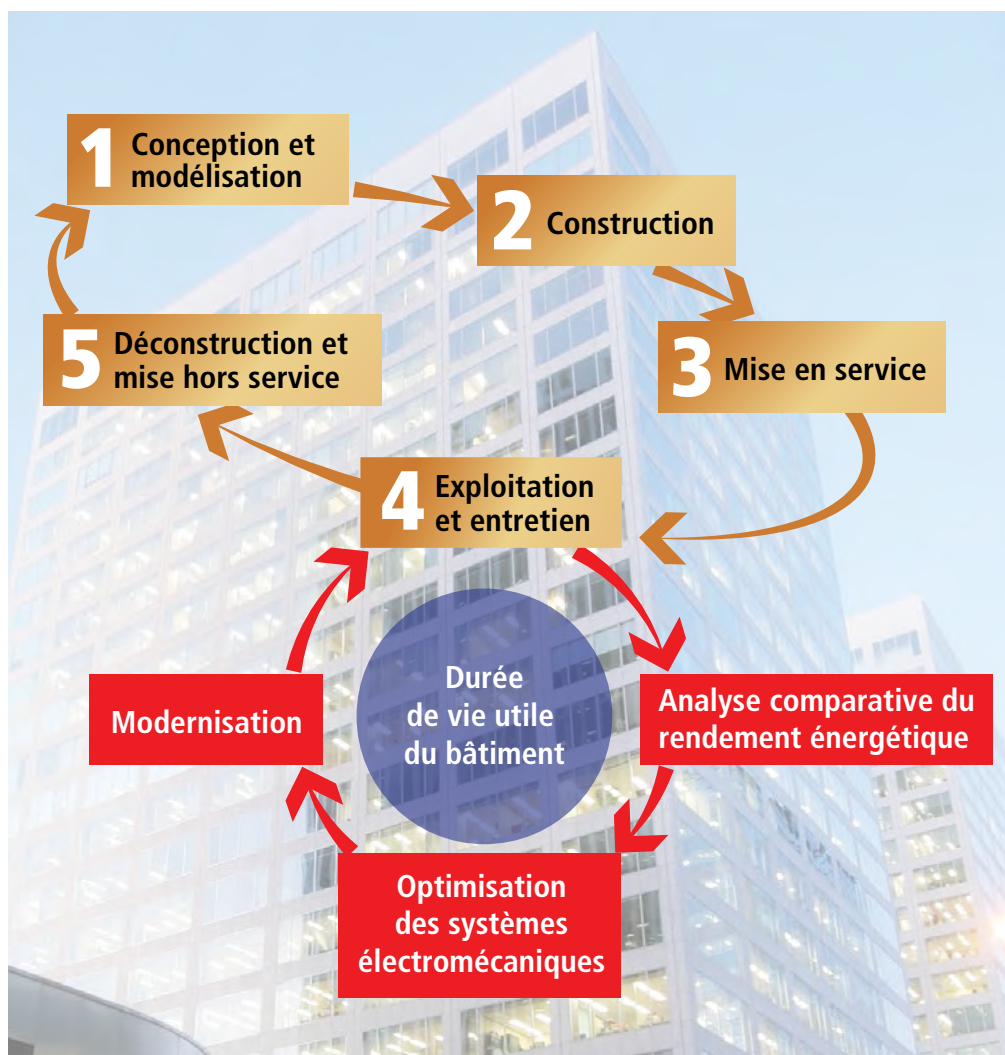 1 Conception et
modélisation
2 Construction
3 Mise en service
4 Exploitation
et entretien
5 Déconstruction et
mise hors service
Durée
de vie utile
du bâtiment
Analyse comparative du
rendement énergétique
Optimisation
des systèmes
électromécaniques
Modernisation